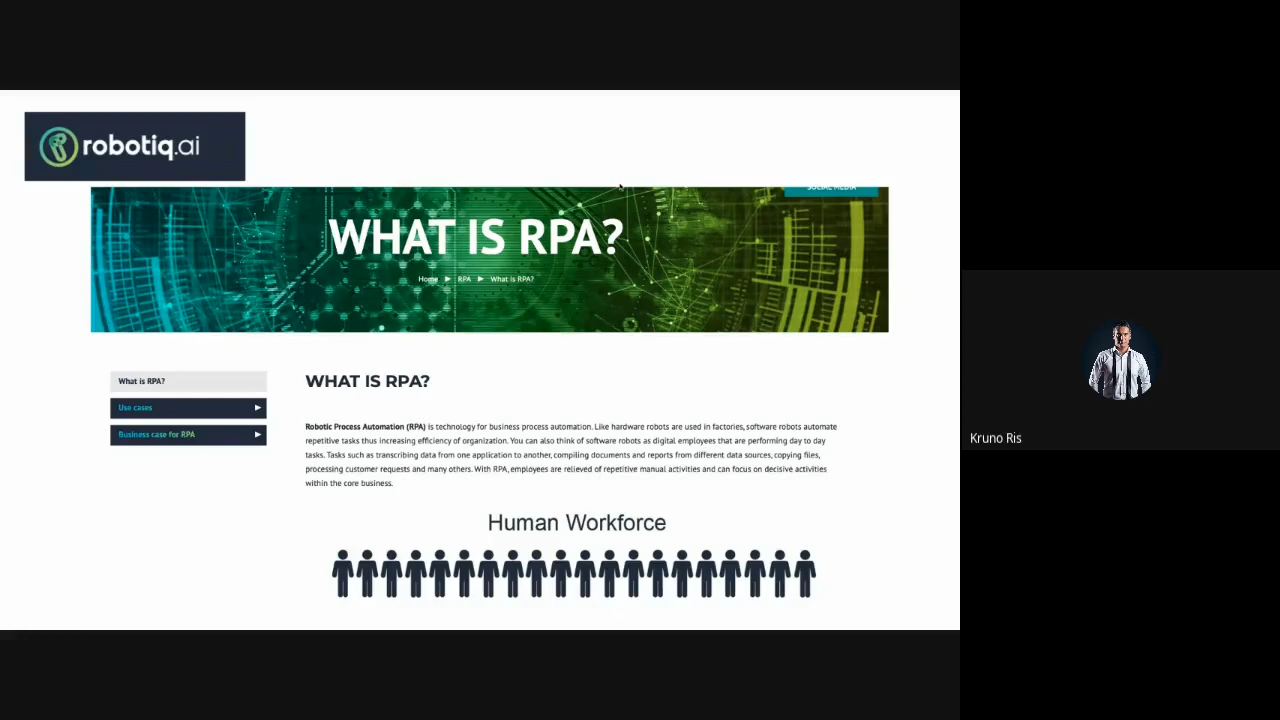 robotiq.ai
SOCIAL MEDIA
WHAT IS RPA?
Home ▶ RPA ▶ What is RPA?
What is RPA?
Use cases ▶
Business case for RPA ▶
WHAT IS RPA?
Robotic Process Automation (RPA) is technology for business process automation. Like hardware robots are used in factories, software robots automate
repetitive tasks thus increasing efficiency of organization. You can also think of software robots as digital employees that are performing day to day
tasks. Tasks such as transcribing data from one application to another, compiling documents and reports from different data sources, copying files,
processing customer requests and many others. With RPA, employees are relieved of repetitive manual activities and can focus on decisive activities
within the core business.
Human Workforce
Kruno Ris